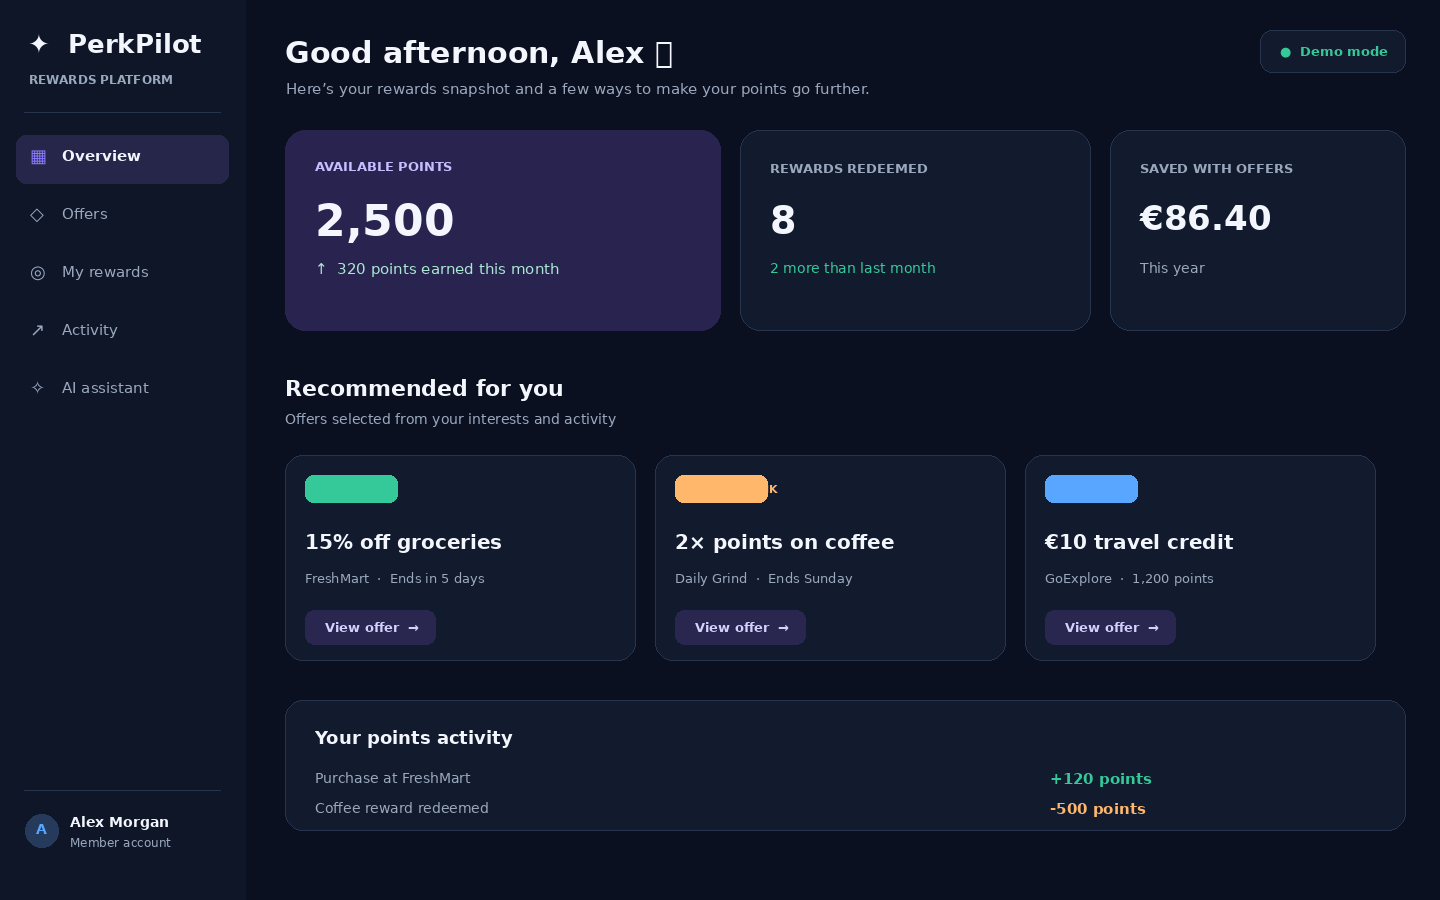 ✦ PerkPilot
REWARDS PLATFORM
Overview
Offers
My rewards
Activity
AI assistant
Alex Morgan
Member account
A
Good afternoon, Alex
Here’s your rewards snapshot and a few ways to make your points go further.
● Demo mode
AVAILABLE POINTS
2,500
↑ 320 points earned this month
REWARDS REDEEMED
8
2 more than last month
SAVED WITH OFFERS
€86.40
This year
Recommended for you
Offers selected from your interests and activity
15% off groceries
FreshMart · Ends in 5 days
View offer →
K
2× points on coffee
Daily Grind · Ends Sunday
View offer →
€10 travel credit
GoExplore · 1,200 points
View offer →
Your points activity
Purchase at FreshMart +120 points
Coffee reward redeemed -500 points